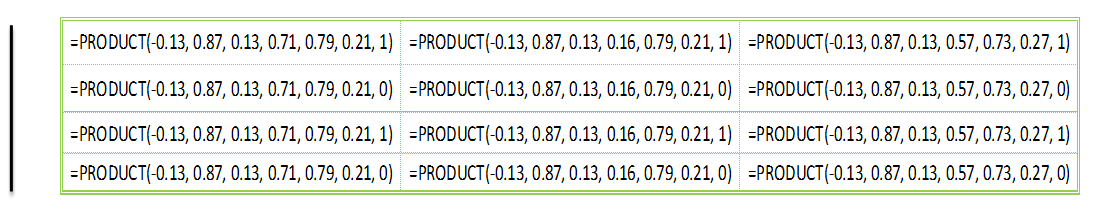 =PRODUCT(-0.13, 0.87, 0.13, 0.71, 0.79, 0.21, 1) =PRODUCT(-0.13, 0.87, 0.13, 0.16, 0.79, 0.21, 1) =PRODUCT(-0.13, 0.87, 0.13, 0.57, 0.73, 0.27, 1)
=PRODUCT(-0.13, 0.87, 0.13, 0.71, 0.79, 0.21, 0) =PRODUCT(-0.13, 0.87, 0.13, 0.16, 0.79, 0.21, 0) =PRODUCT(-0.13, 0.87, 0.13, 0.57, 0.73, 0.27, 0)
=PRODUCT(-0.13, 0.87, 0.13, 0.71, 0.79, 0.21, 1) =PRODUCT(-0.13, 0.87, 0.13, 0.16, 0.79, 0.21, 1) =PRODUCT(-0.13, 0.87, 0.13, 0.57, 0.73, 0.27, 1)
=PRODUCT(-0.13, 0.87, 0.13, 0.71, 0.79, 0.21, 0) =PRODUCT(-0.13, 0.87, 0.13, 0.16, 0.79, 0.21, 0) =PRODUCT(-0.13, 0.87, 0.13, 0.57, 0.73, 0.27, 0)